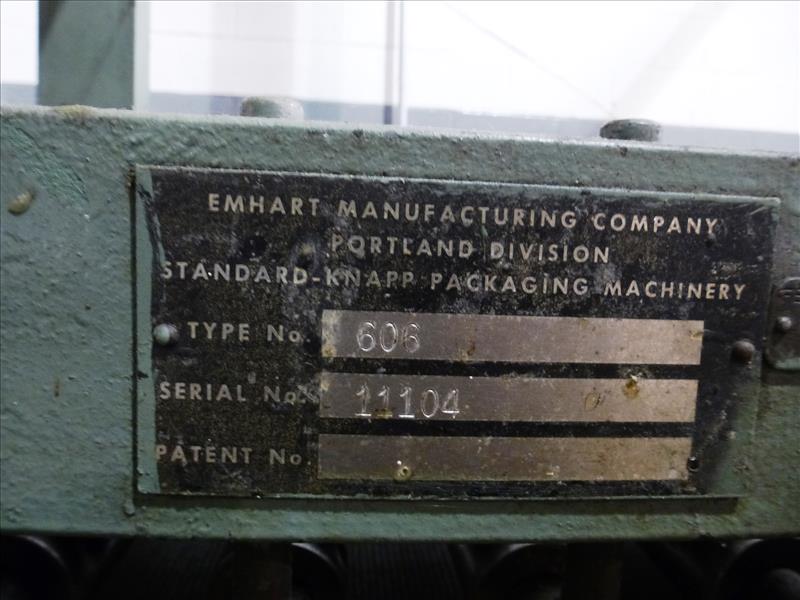 EMHART MANUFACTURING COMPANY
PORTLAND DIVISION
STANDARD-KNAPP PACKAGING MACHINERY
TYPE No. 606
SERIAL No. 11104
PATENT No.